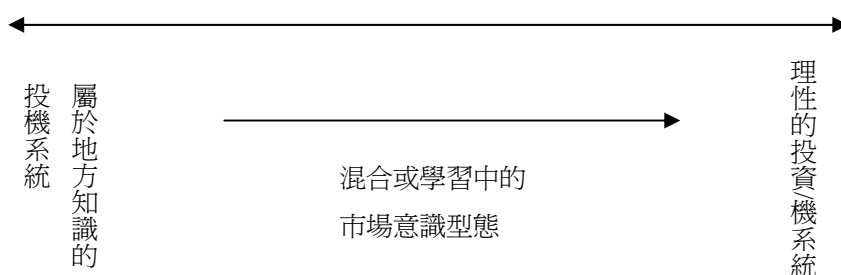 屬於地方知識的
投機系統
混合或學習中的
市場意識型態
理性的投資/機系統